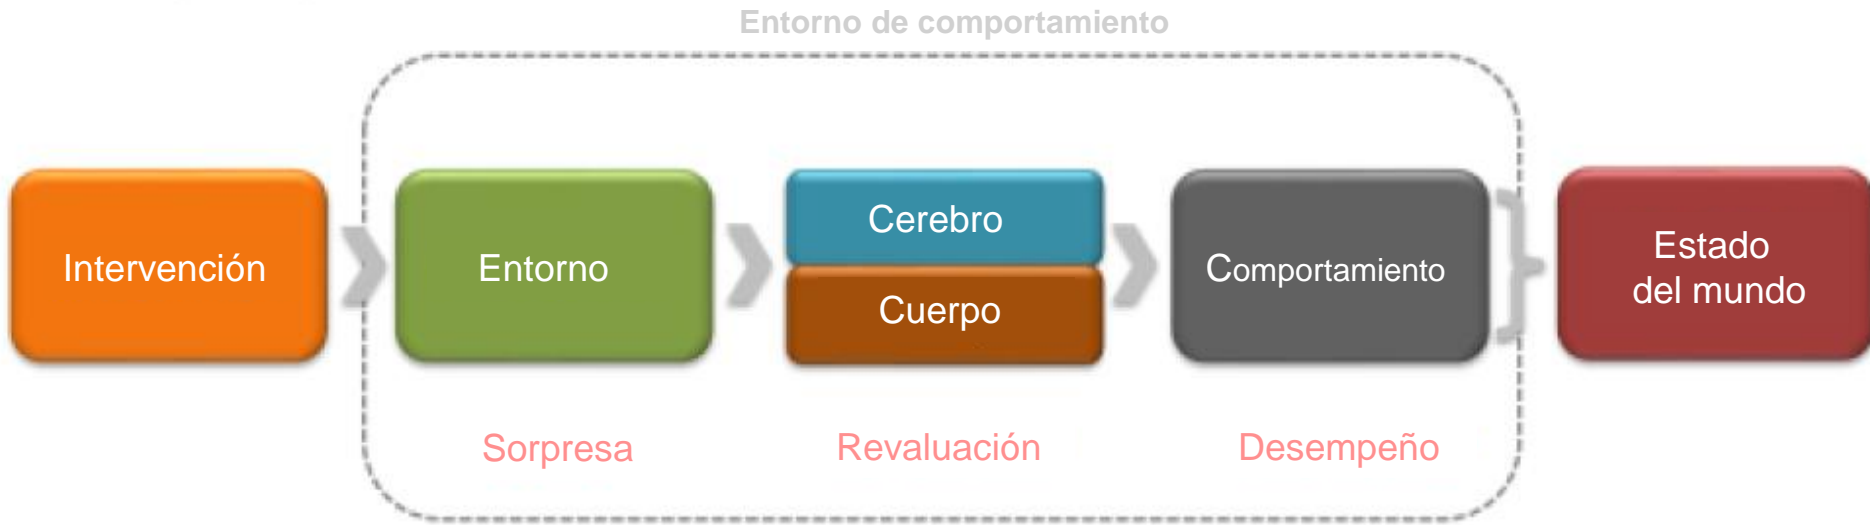 Entorno de comportamiento
Intervención
Entorno
Cerebro
Cuerpo
Comportamiento
Estado
del mundo
Sorpresa
Revaluación
Desempeño